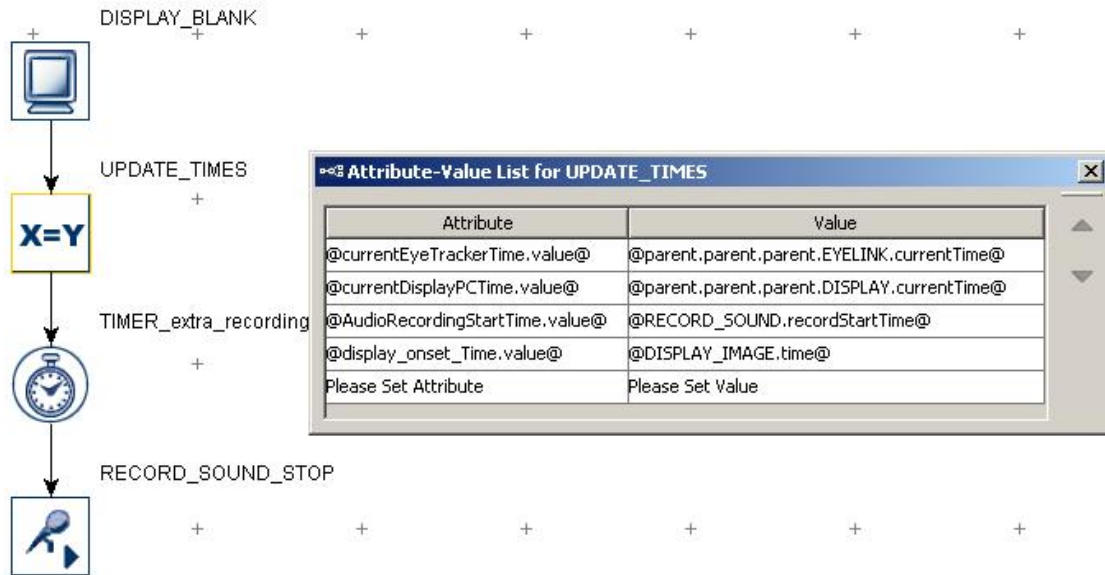 DISPLAY_BLANK
UPDATE_TIMES
X=Y
Attribute-Value List for UPDATE_TIMES
Attribute Value
@currentEyeTrackerTime.value@ @parent.parent.parent.EYELINK.currentTime@
@currentDisplayPCTime.value@ @parent.parent.parent.DISPLAY.currentTime@
@AudioRecordingStartTime.value@ @RECORD_SOUND.recordStartTime@
@display_onset_Time.value@ @DISPLAY_IMAGE.time@
Please Set Attribute Please Set Value
TIMER_extra_recording
RECORD_SOUND_STOP